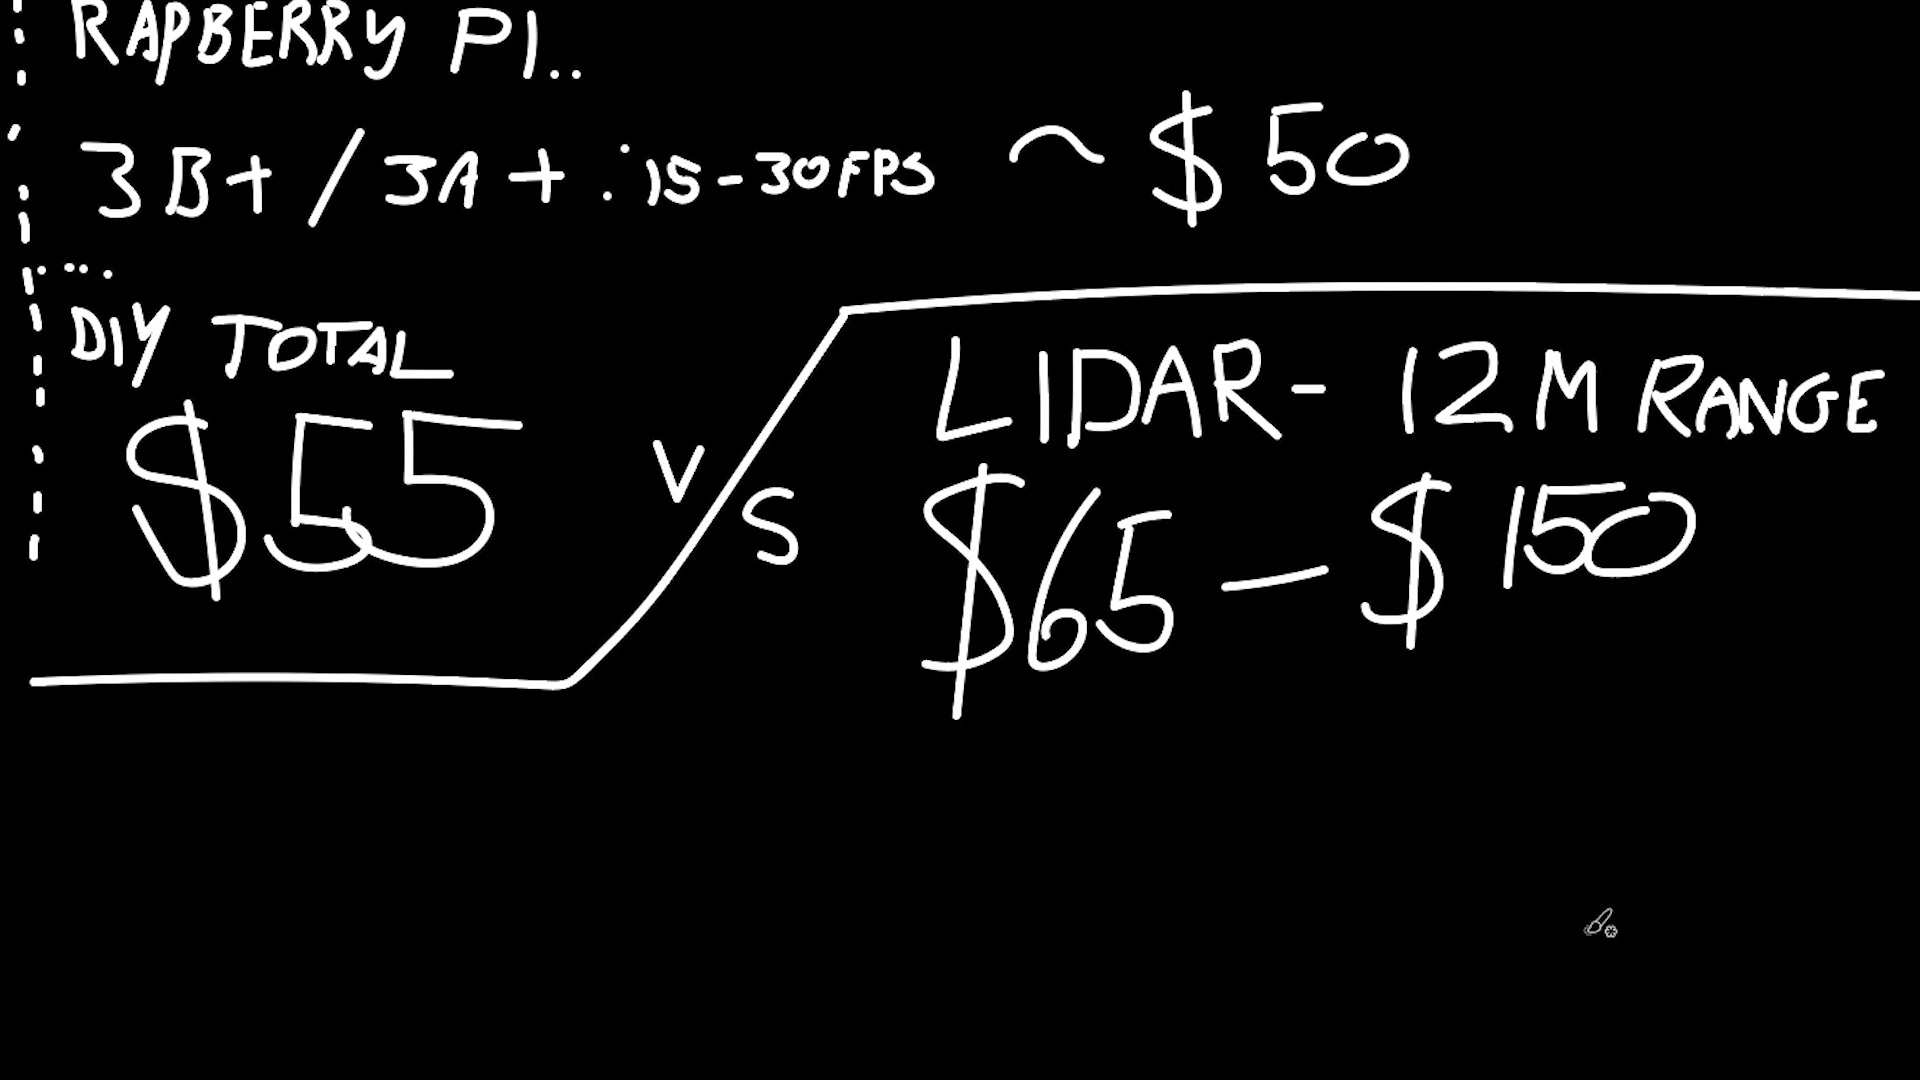 RAPBERRY PI..
3B+ / 3A+ : 15-30FPS ~ $50
DIY TOTAL
$55
VS
LIDAR - 12M RANGE
$65 - $150